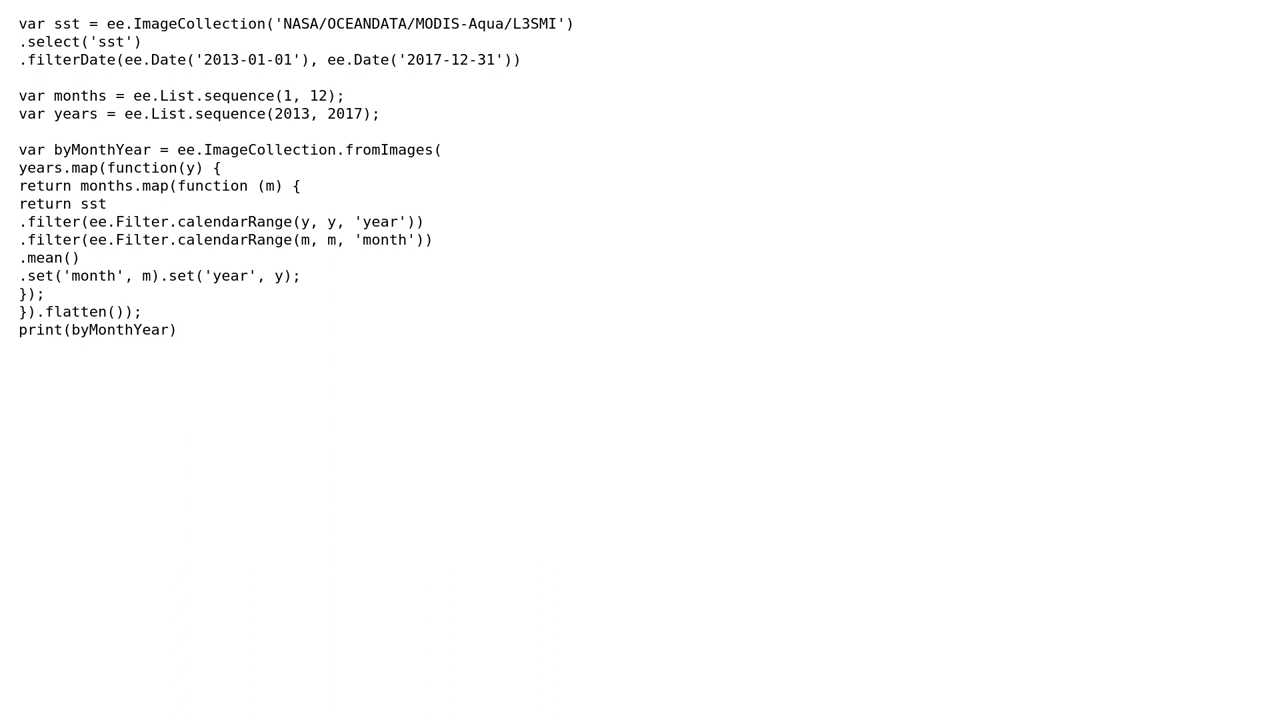 var sst = ee.ImageCollection('NASA/OCEANDATA/MODIS-Aqua/L3SMI')
.select('sst')
.filterDate(ee.Date('2013-01-01'), ee.Date('2017-12-31'))
var months = ee.List.sequence(1, 12);
var years = ee.List.sequence(2013, 2017);
var byMonthYear = ee.ImageCollection.fromImages(
years.map(function(y) {
return months.map(function (m) {
return sst
.filter(ee.Filter.calendarRange(y, y, 'year'))
.filter(ee.Filter.calendarRange(m, m, 'month'))
.mean()
.set('month', m).set('year', y);
});
}).flatten());
print(byMonthYear)